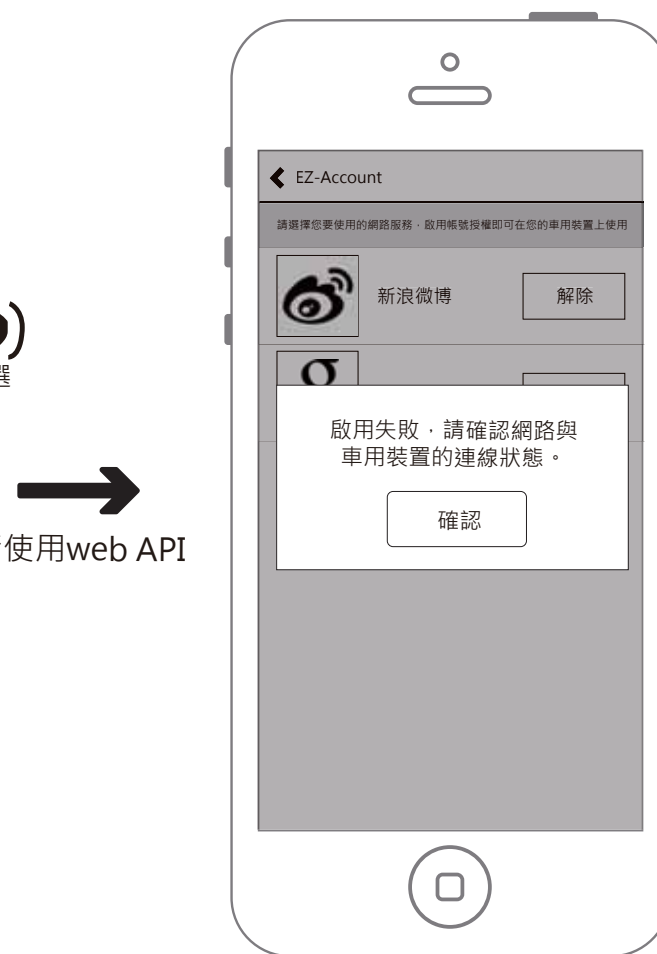 EZ-Account
請選擇您要使用的網路服務，啟用帳號授權即可在您的車用裝置上使用
新浪微博
解除
選
啟用失敗，請確認網路與
車用裝置的連線狀態。
確認
使用web API